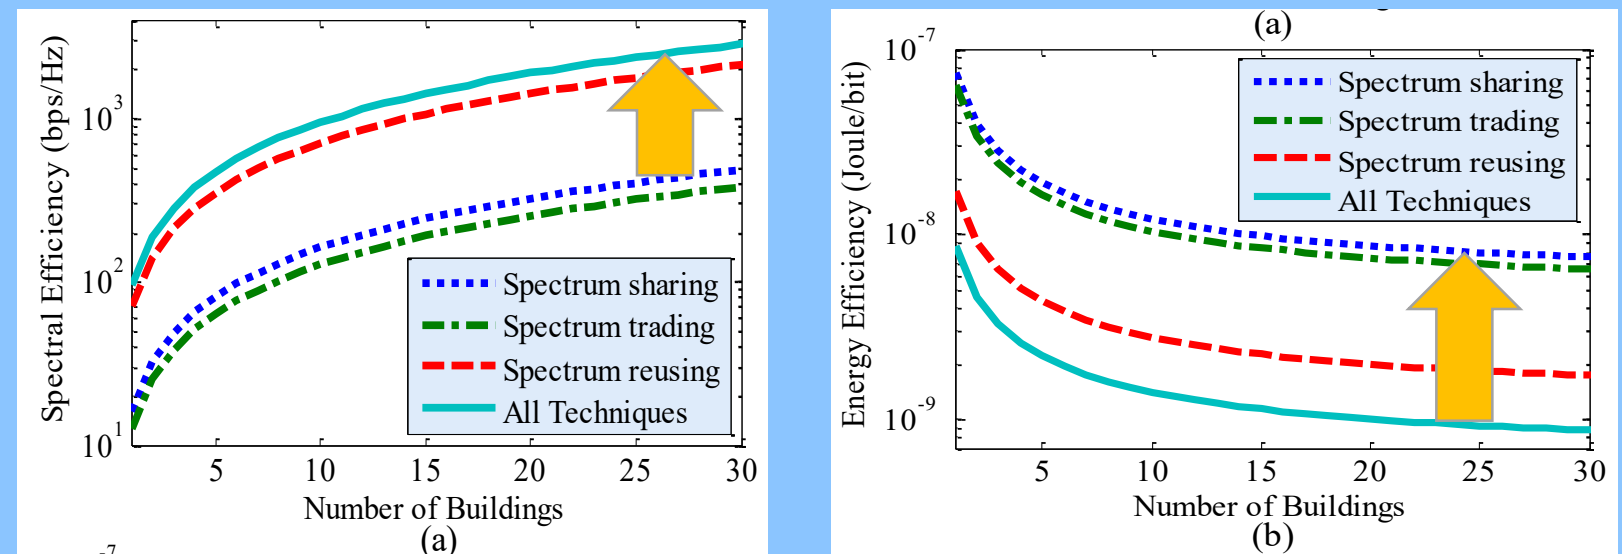 Spectral Efficiency (bps/Hz)
10^3
10^2
10^1
Spectrum sharing
Spectrum trading
Spectrum reusing
All Techniques
5 10 15 20 25 30
Number of Buildings
(a)
-7
(a)
Energy Efficiency (Joule/bit)
10^-7
10^-8
10^-9
Spectrum sharing
Spectrum trading
Spectrum reusing
All Techniques
5 10 15 20 25 30
Number of Buildings
(b)